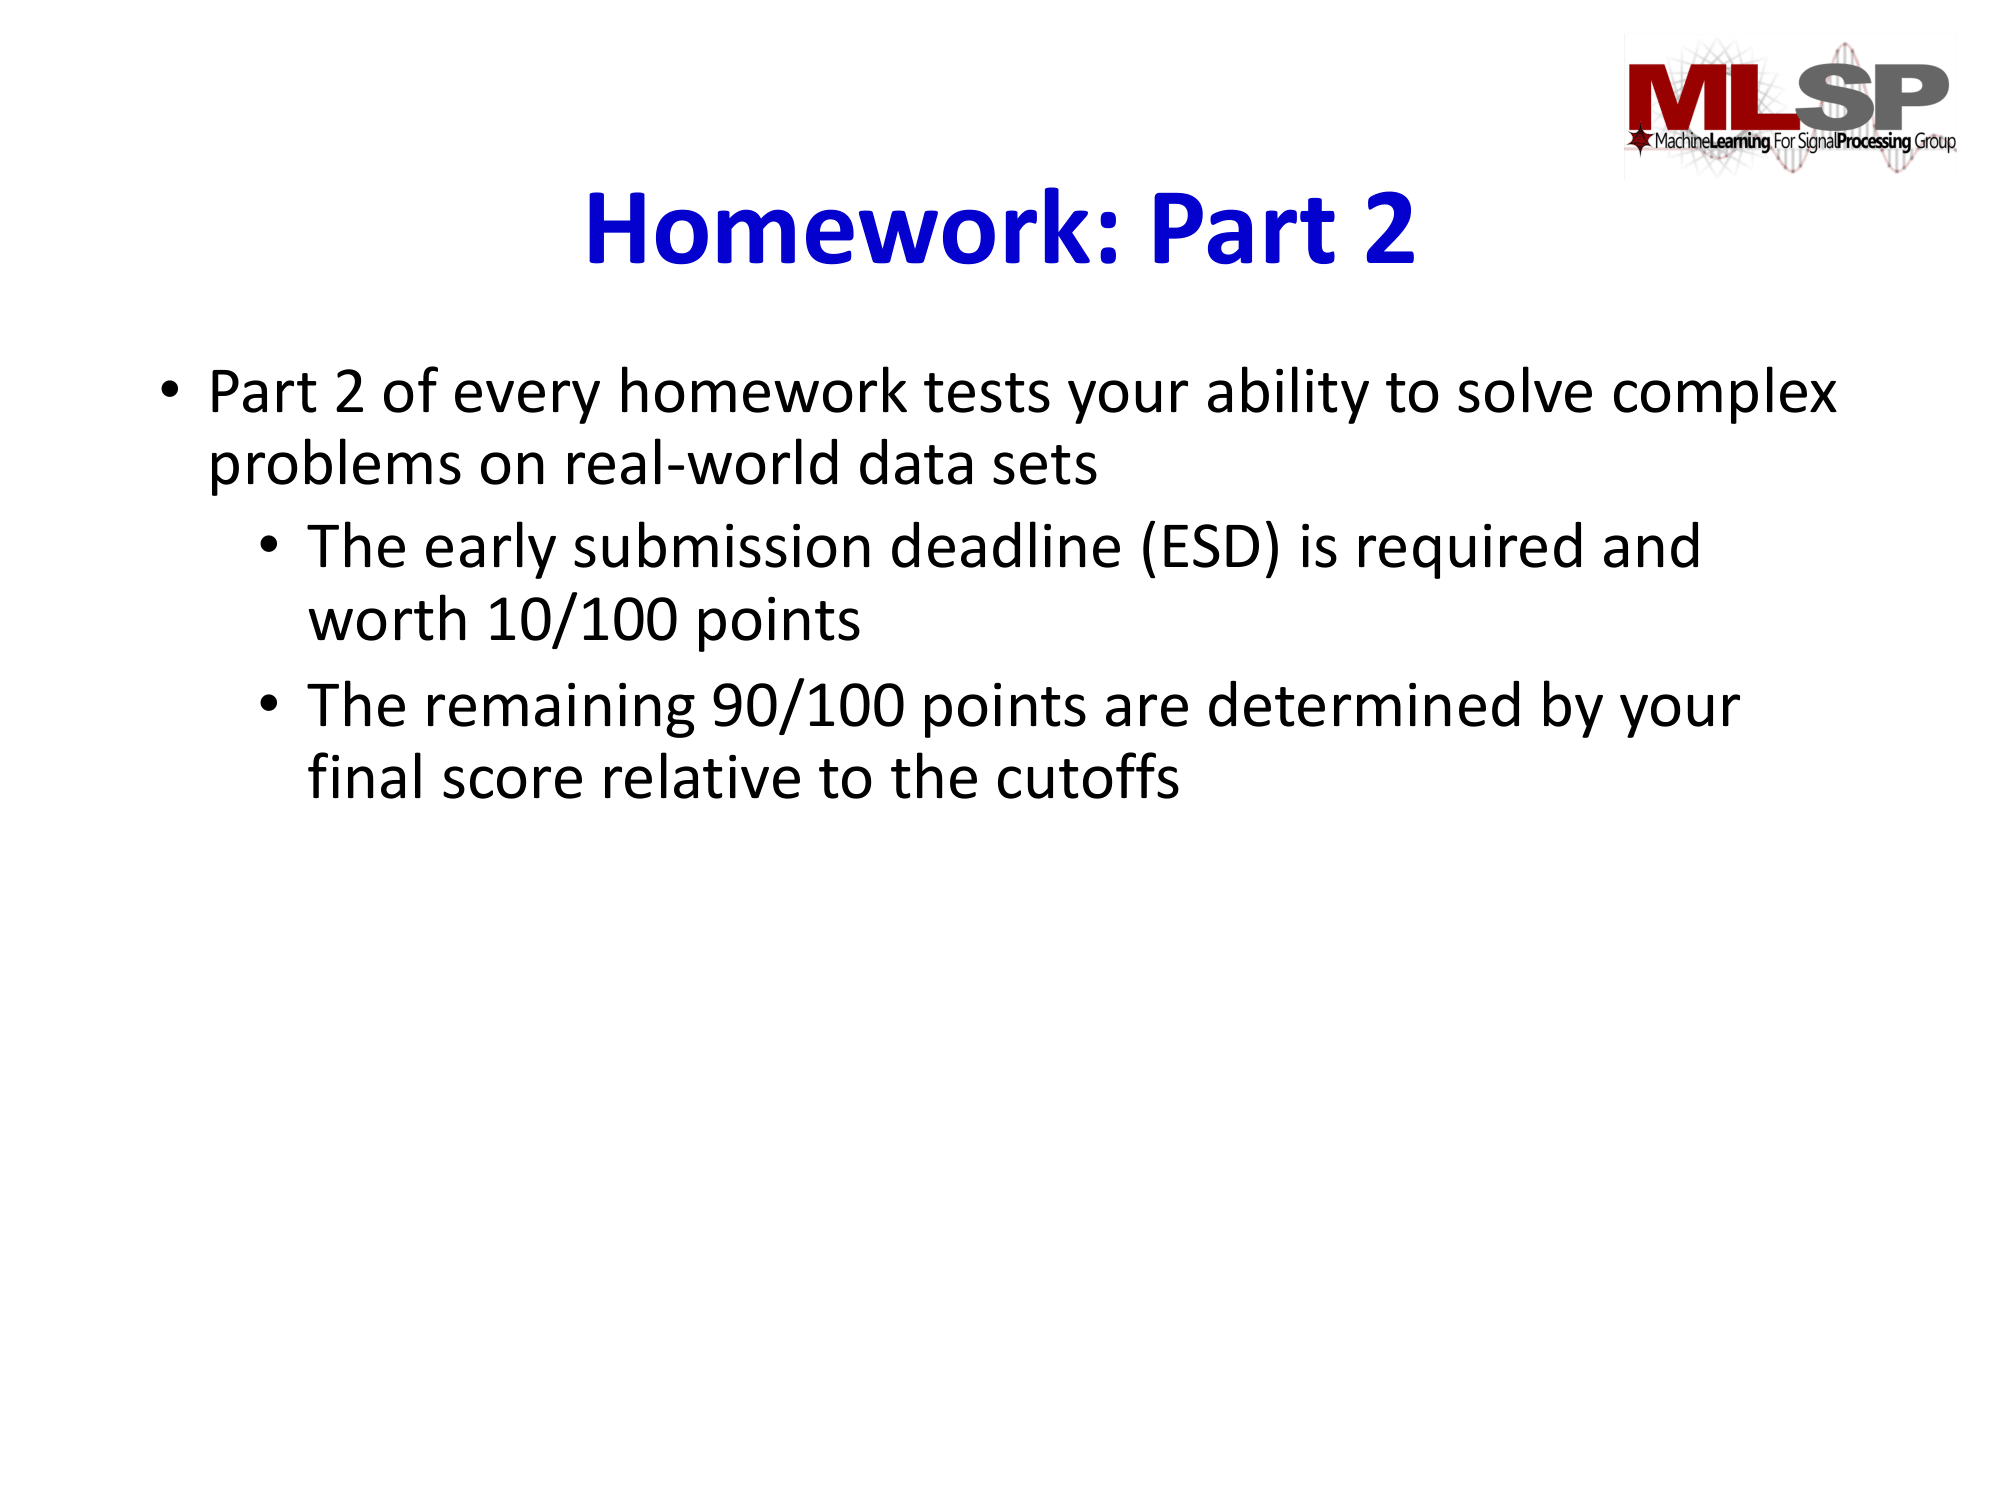 MLSP
MachineLearning For SignalProcessing Group
Homework: Part 2
• Part 2 of every homework tests your ability to solve complex
problems on real-world data sets
• The early submission deadline (ESD) is required and
worth 10/100 points
• The remaining 90/100 points are determined by your
final score relative to the cutoffs